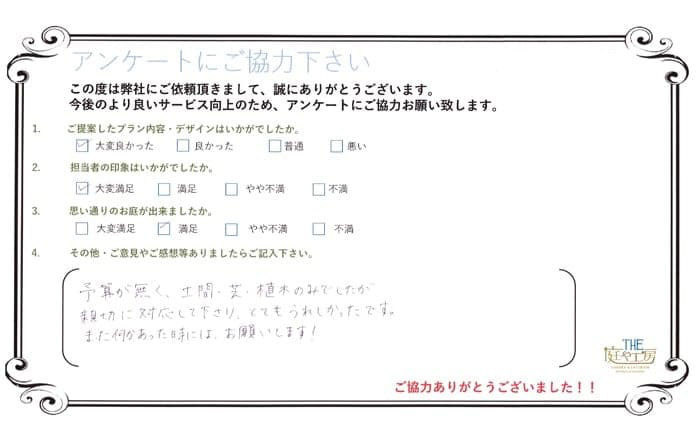 アンケートにご協力下さい
この度は弊社にご依頼頂きまして、誠にありがとうございます。
今後のより良いサービス向上のため、アンケートにご協力お願い致します。
1. ご提案したプラン内容・デザインはいかがでしたか。
☑ 大変良かった □ 良かった □ 普通 □ 悪い
2. 担当者の印象はいかがでしたか。
☑ 大変満足 □ 満足 □ やや不満 □ 不満
3. 思い通りのお庭が出来ましたか。
□ 大変満足 ☑ 満足 □ やや不満 □ 不満
4. その他・ご意見やご感想等ありましたらご記入下さい。
予算が無く、土間・芝・植木のみでしたが
親切に対応して下さり、とてもうれしかったです。
また何かあった時には、お願いします!
THE
庭や工房
ご協力ありがとうございました!!